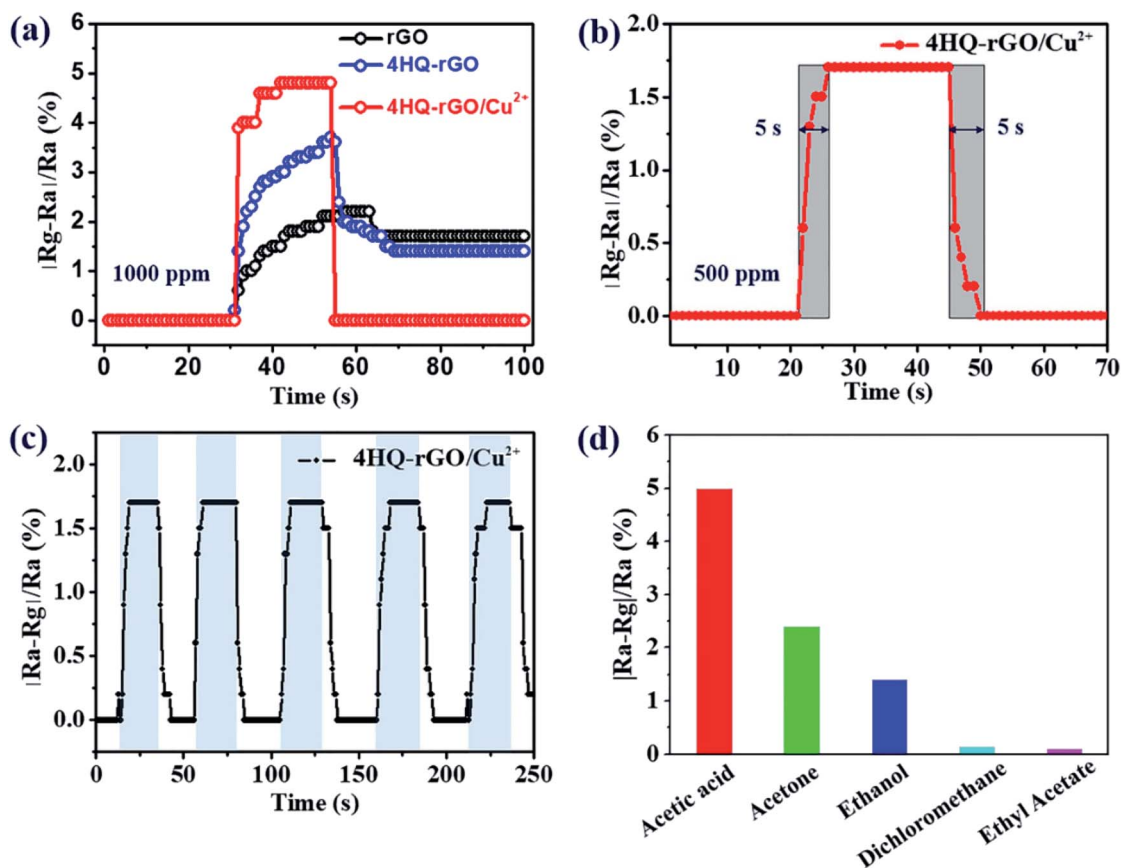 (a)
6
5
4
3
2
1
0
|Rg-Ra|/Ra (%)
rGO
4HQ-rGO
4HQ-rGO/Cu²⁺
1000 ppm
0 20 40 60 80 100
Time (s)
(b)
2.0
1.5
1.0
0.5
0.0
|Rg-Ra|/Ra (%)
4HQ-rGO/Cu²⁺
5 s
5 s
500 ppm
10 20 30 40 50 60 70
Time (s)
(c)
2.0
1.5
1.0
0.5
0.0
|Ra-Rg|/Ra (%)
4HQ-rGO/Cu²⁺
0 50 100 150 200 250
Time (s)
(d)
6
5
4
3
2
1
0
|Ra-Rg|/Ra (%)
Acetic acid
Acetone
Ethanol
Dichloromethane
Ethyl Acetate